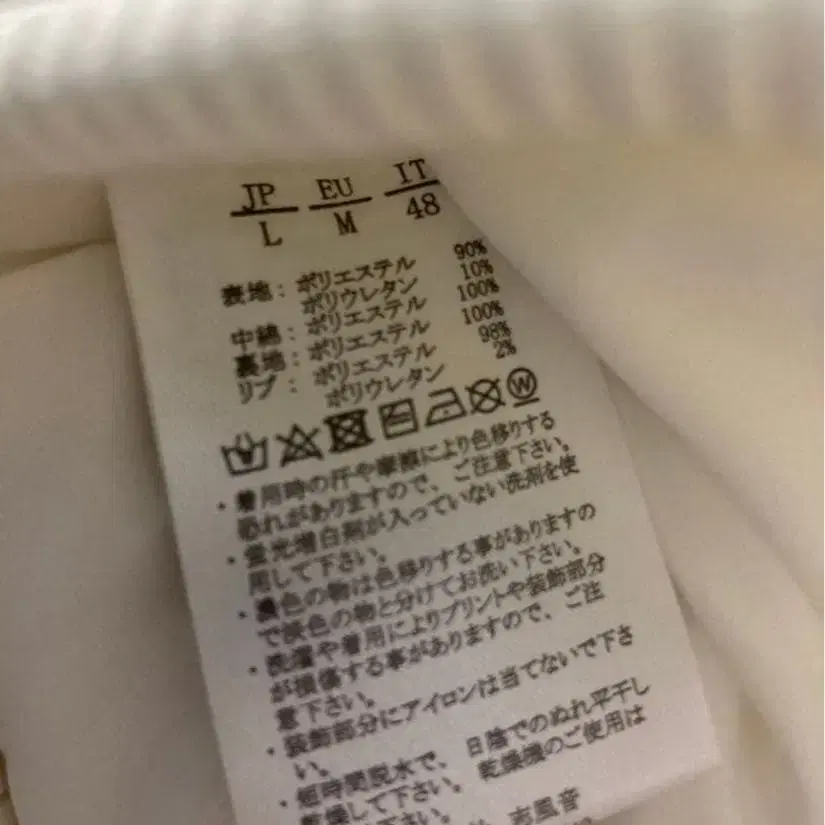 JP EU IT
L M 48
表地：ポリエステル 90%
ポリウレタン 10%
中綿：ポリエステル 100%
裏地：ポリエステル 100%
リブ：ポリエステル 98%
ポリウレタン 2%
W
・着用時の汗や摩擦により色移りする
恐れがありますので、ご注意下さい。
・蛍光増白剤が入っていない洗剤を使
用して下さい。
・濃色の物は色移りする事がありますの
で淡色の物と分けてお洗い下さい。
・洗濯や着用によりプリントや装飾部分
が損傷する事がありますので、ご注
意下さい。
・装飾部分にアイロンは当てないで下さ
い。
・短時間脱水で、日陰でのぬれ平干し
乾燥して下さい。乾燥機のご使用は
下さい。